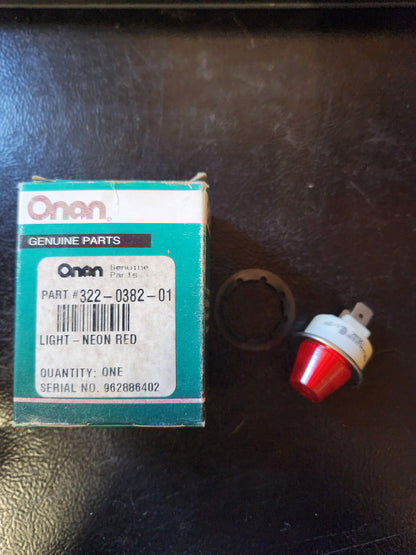 Onan
GENUINE PARTS
Onan Genuine Parts
PART # 322-0382-01
LIGHT-NEON RED
QUANTITY: ONE
SERIAL NO. 962886402